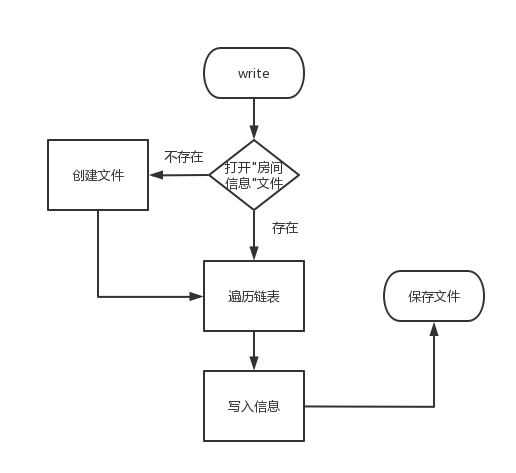 write
不存在
打开"房间
信息"文件
创建文件
存在
遍历链表
保存文件
写入信息